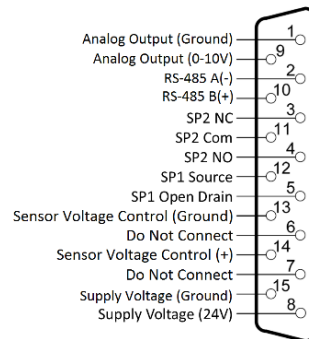 Analog Output (Ground) 1
Analog Output (0-10V) 9
RS-485 A(-) 2
RS-485 B(+) 10
SP2 NC 3
SP2 Com 11
SP2 NO 4
SP1 Source 12
SP1 Open Drain 5
Sensor Voltage Control (Ground) 13
Do Not Connect 6
Sensor Voltage Control (+) 14
Do Not Connect 7
Supply Voltage (Ground) 15
Supply Voltage (24V) 8